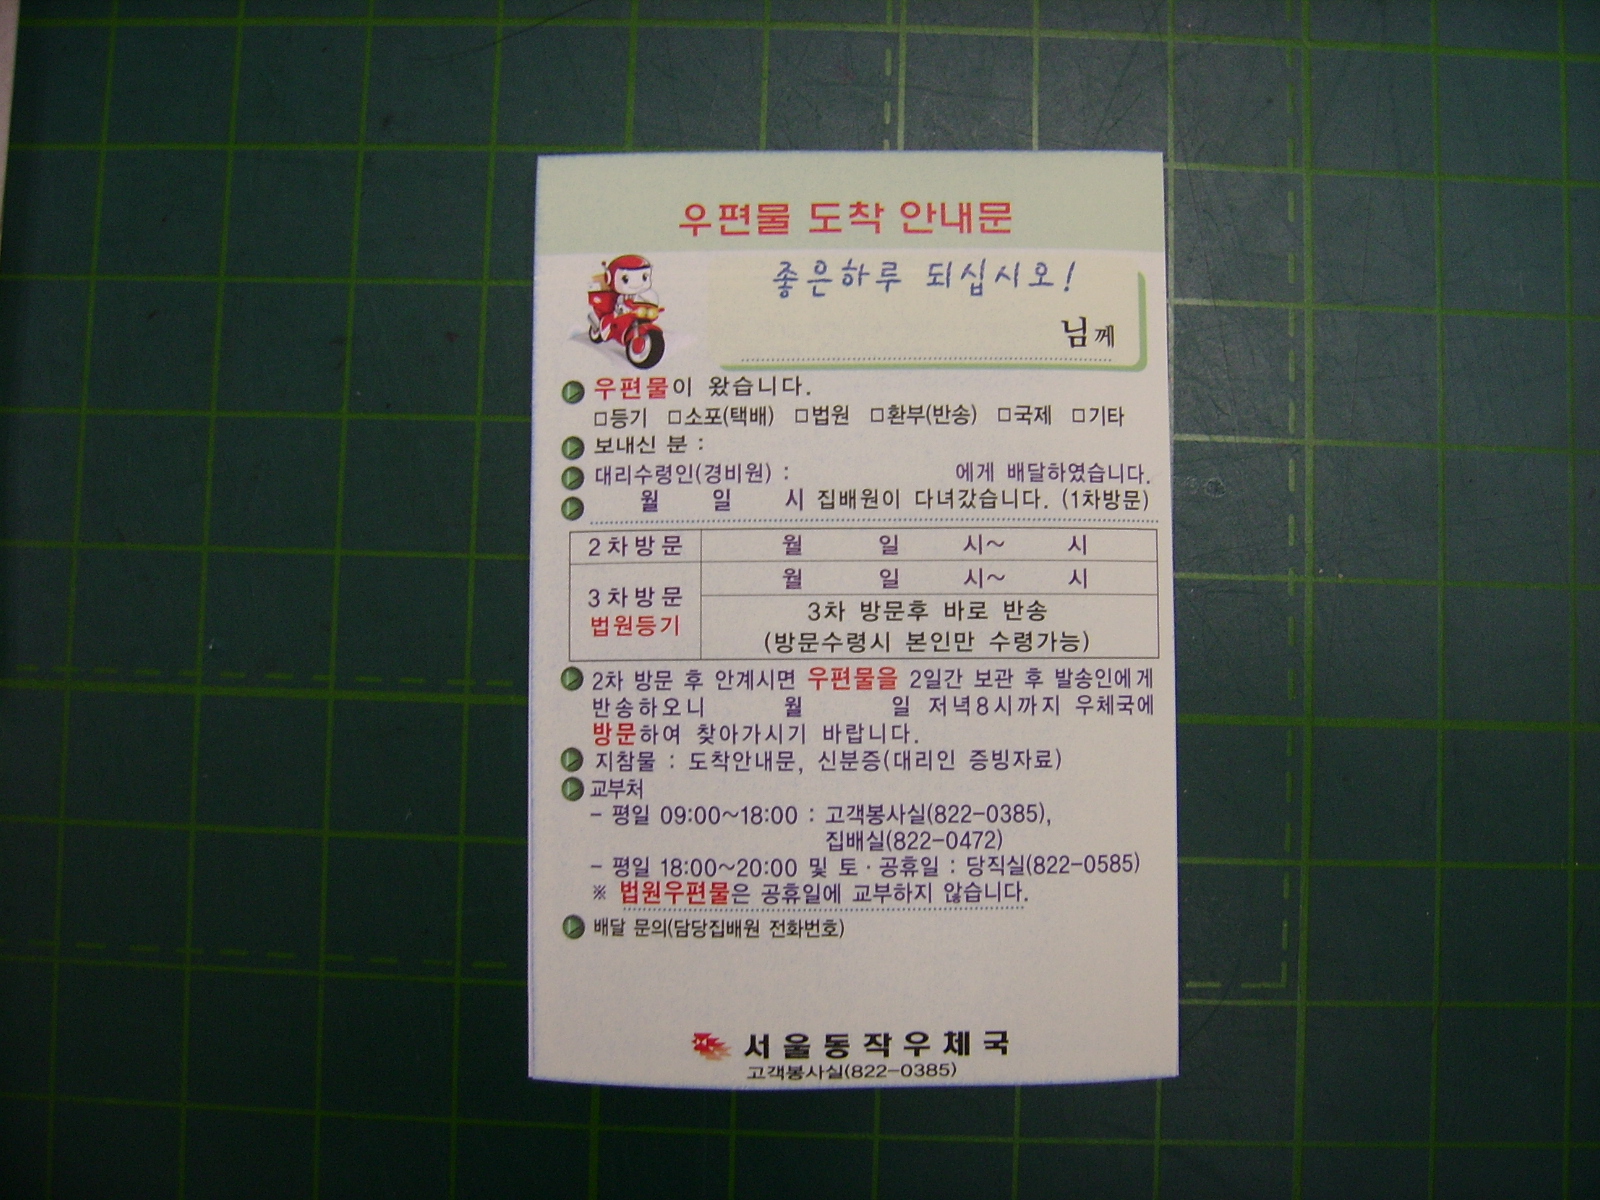 우편물 도착 안내문
좋은하루 되십시오!
님께
우편물이 왔습니다.
□등기 □소포(택배) □법원 □환부(반송) □국제 □기타
보내신 분 :
대리수령인(경비원) : 에게 배달하였습니다.
월 일 시 집배원이 다녀갔습니다. (1차방문)
2차방문 월 일 시~ 시
3차방문 월 일 시~ 시
법원등기 3차 방문후 바로 반송
(방문수령시 본인만 수령가능)
2차 방문 후 안계시면 우편물을 2일간 보관 후 발송인에게
반송하오니 월 일 저녁8시까지 우체국에
방문하여 찾아가시기 바랍니다.
지참물 : 도착안내문, 신분증(대리인 증빙자료)
교부처
- 평일 09:00~18:00 : 고객봉사실(822-0385),
집배실(822-0472)
- 평일 18:00~20:00 및 토·공휴일 : 당직실(822-0585)
※ 법원우편물은 공휴일에 교부하지 않습니다.
배달 문의(담당집배원 전화번호)
서울동작우체국
고객봉사실(822-0385)